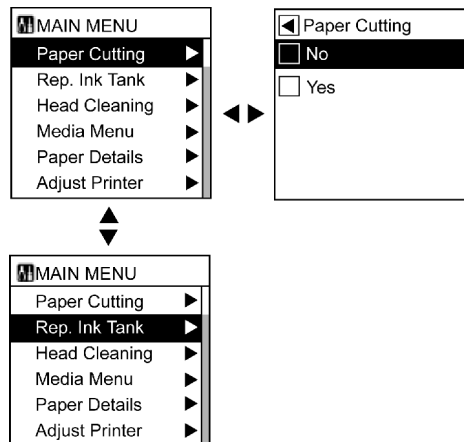 MAIN MENU
Paper Cutting
Rep. Ink Tank
Head Cleaning
Media Menu
Paper Details
Adjust Printer
Paper Cutting
No
Yes
MAIN MENU
Paper Cutting
Rep. Ink Tank
Head Cleaning
Media Menu
Paper Details
Adjust Printer